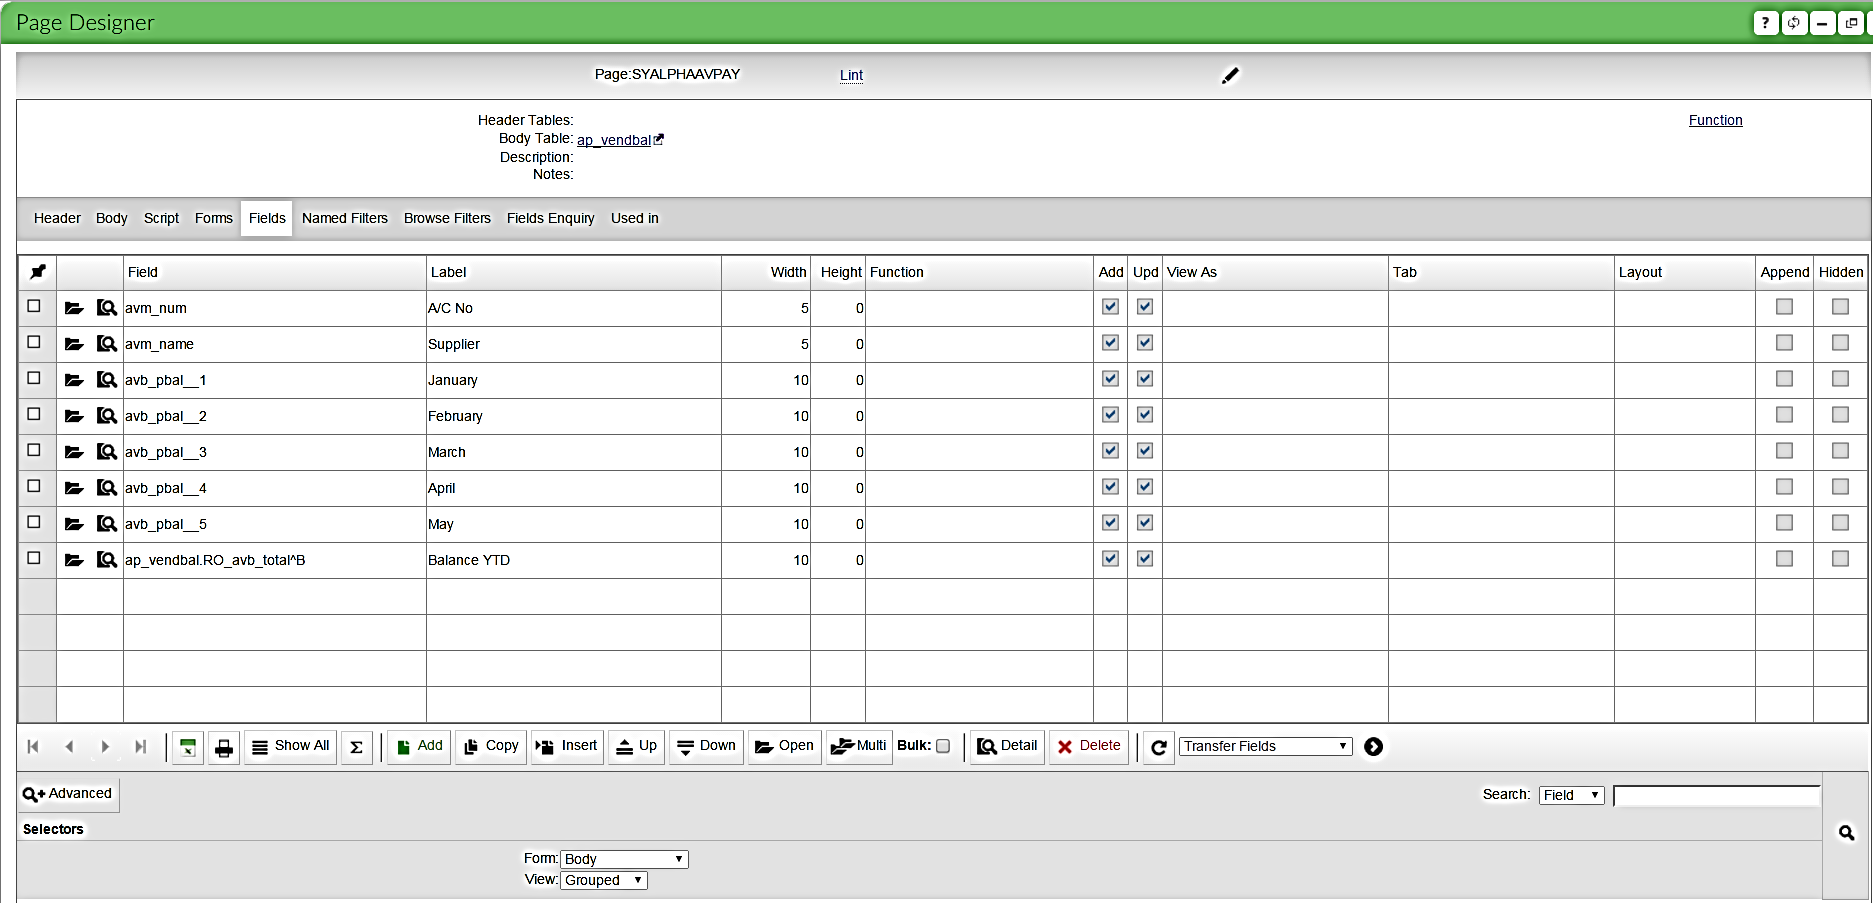 Page Designer
?
Page:SYALPHAAVPAY Lint
Header Tables: Function
Body Table: ap_vendbal
Description:
Notes:
Header Body Script Forms Fields Named Filters Browse Filters Fields Enquiry Used in
Field Label Width Height Function Add Upd View As Tab Layout Append Hidden
avm_num A/C No 5 0
avm_name Supplier 5 0
avb_pbal__1 January 10 0
avb_pbal__2 February 10 0
avb_pbal__3 March 10 0
avb_pbal__4 April 10 0
avb_pbal__5 May 10 0
ap_vendbal.RO_avb_total^B Balance YTD 10 0
Show All Σ Add Copy Insert Up Down Open Multi Bulk: Detail Delete Transfer Fields
Advanced Search: Field
Selectors
Form: Body
View: Grouped